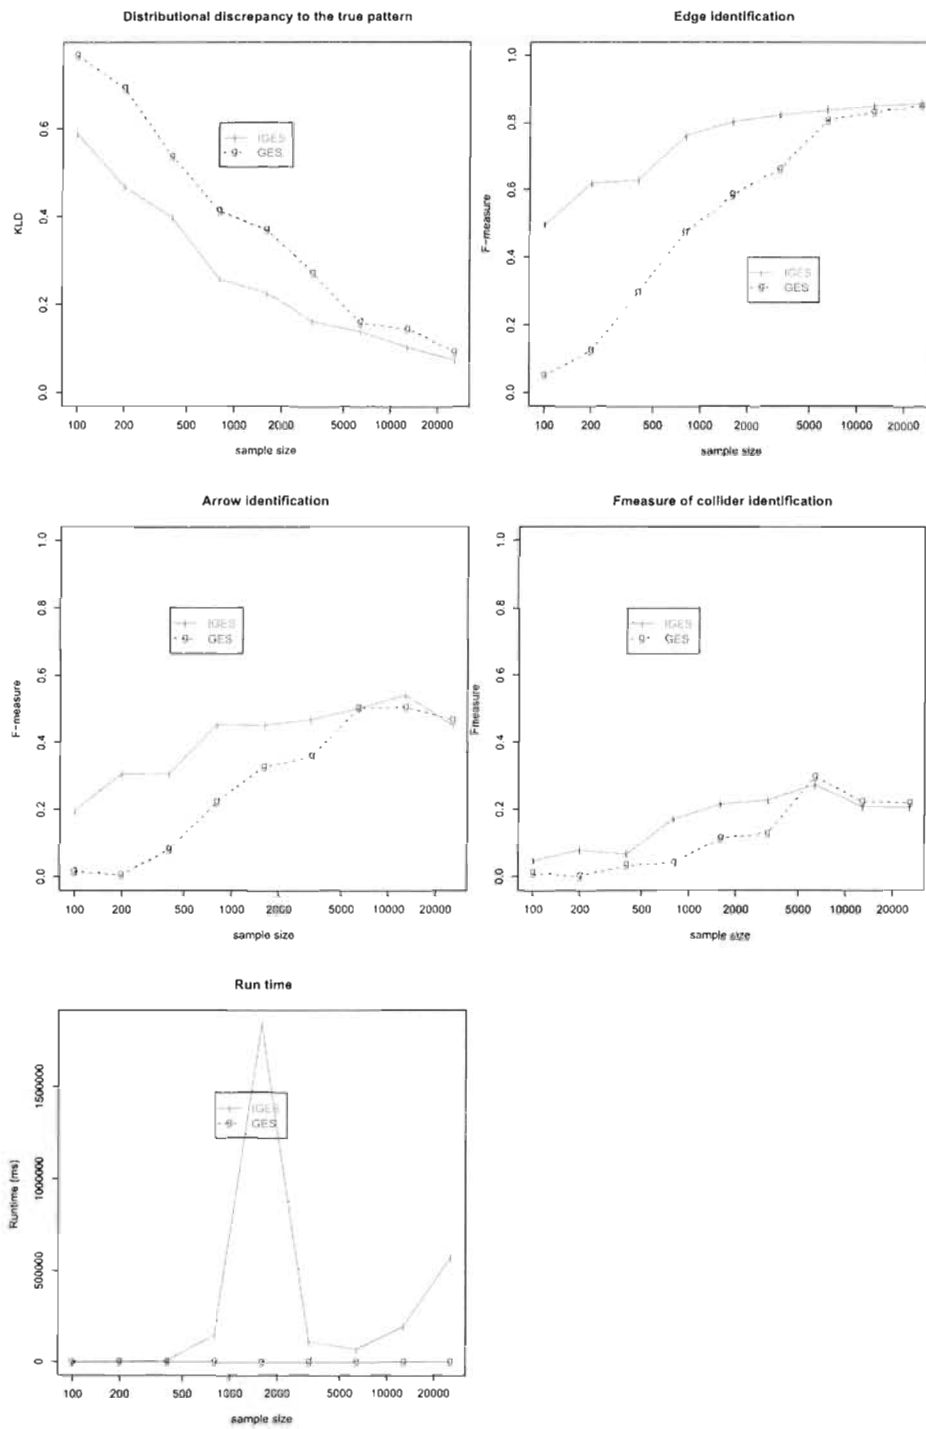 Distributional discrepancy to the true pattern
KLD
0.0 0.2 0.4 0.6
IGES
g GES
100 200 500 1000 2000 5000 10000 20000
sample size
Edge identification
F-measure
0.0 0.2 0.4 0.6 0.8 1.0
IGES
g GES
100 200 500 1000 2000 5000 10000 20000
sample size
Arrow identification
F-measure
0.0 0.2 0.4 0.6 0.8 1.0
IGES
g GES
100 200 500 1000 2000 5000 10000 20000
sample size
Fmeasure of collider identification
Fmeasure
0.0 0.2 0.4 0.6 0.8 1.0
IGES
g GES
100 200 500 1000 2000 5000 10000 20000
sample size
Run time
Runtime (ms)
0 500000 1000000 1500000
IGES
g GES
100 200 500 1000 2000 5000 10000 20000
sample size